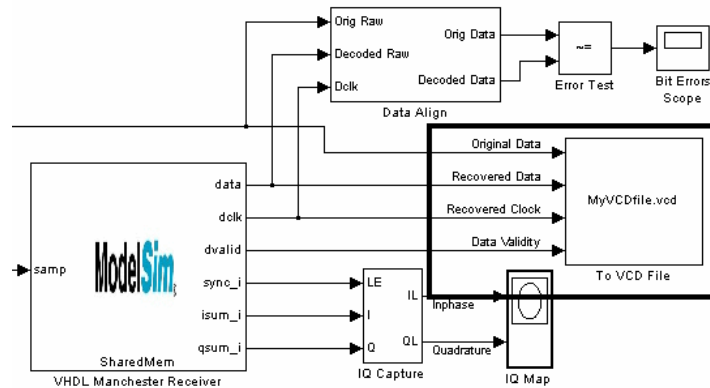 Orig Raw
Orig Data
Decoded Raw
~=
Decoded Data
Dclk
Error Test
Bit Errors
Scope
Data Align
Original Data
data
Recovered Data
MyVCDfile.vcd
dclk
Recovered Clock
dvalid
Data Validity
samp
ModelSim
To VCD File
sync_i
LE
IL
Inphase
isum_i
I
qsum_i
Q
QL
Quadrature
SharedMem
VHDL Manchester Receiver
IQ Capture
IQ Map